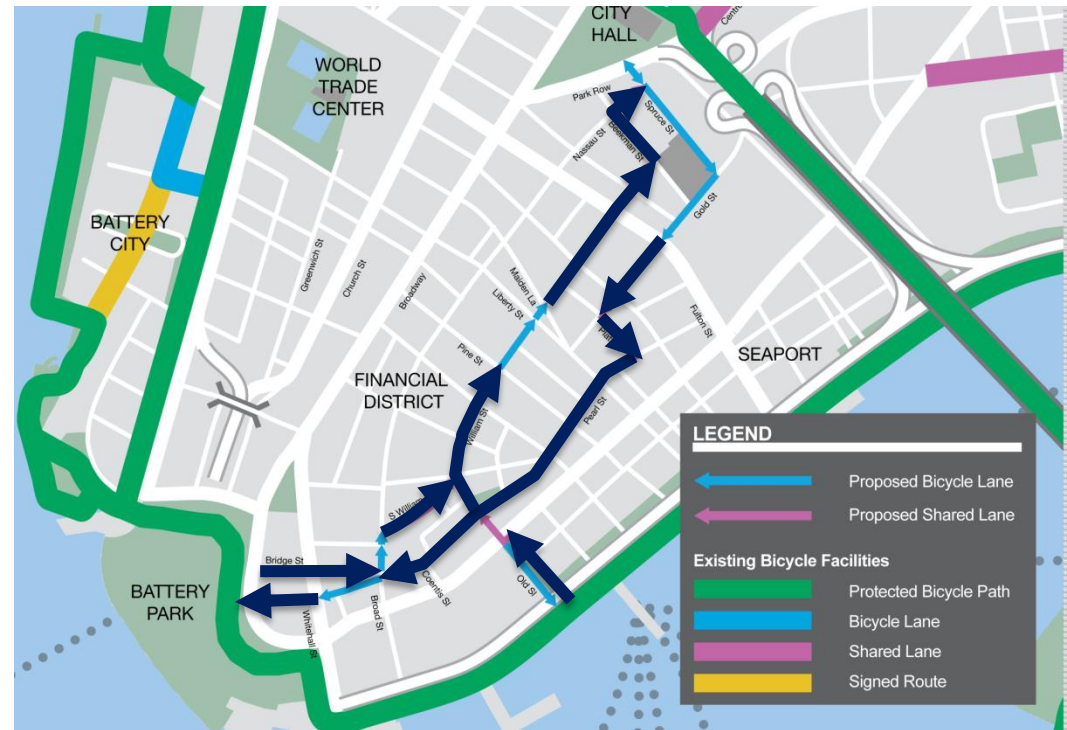 CITY
HALL
Centre
WORLD
TRADE
CENTER
Park Row
Spruce St
Beekman St
Nassau St
Gold St
BATTERY
CITY
Greenwich St
Church St
Broadway
Maiden La
Liberty St
Pine St
Fulton St
SEAPORT
FINANCIAL
DISTRICT
Pearl St
William St
S William
Bridge St
Coentis Sl
Old Sl
BATTERY
PARK
Broad St
Whitehall St
LEGEND
Proposed Bicycle Lane
Proposed Shared Lane
Existing Bicycle Facilities
Protected Bicycle Path
Bicycle Lane
Shared Lane
Signed Route